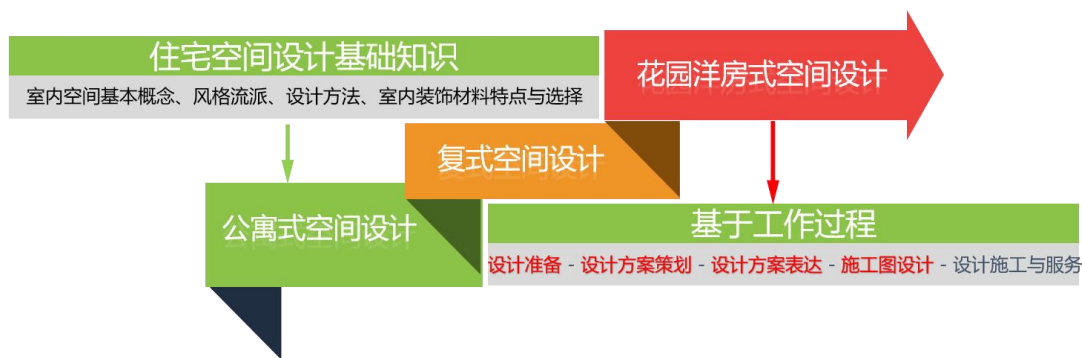 住宅空间设计基础知识
室内空间基本概念、风格流派、设计方法、室内装饰材料特点与选择
花园洋房式空间设计
复式空间设计
公寓式空间设计
基于工作过程
设计准备 - 设计方案策划 - 设计方案表达 - 施工图设计 - 设计施工与服务